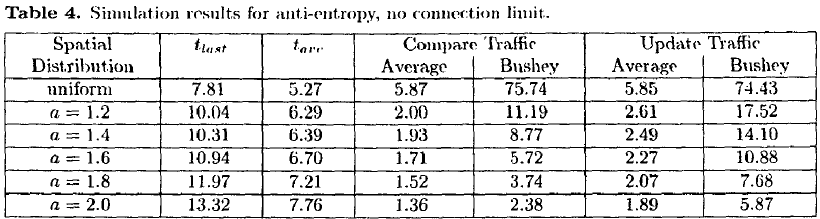 Table 4. Simulation results for anti-entropy, no connection limit.
Spatial Distribution t_last t_ave Compare Traffic Update Traffic
Average Bushey Average Bushey
uniform 7.81 5.27 5.87 75.74 5.85 74.43
a = 1.2 10.04 6.29 2.00 11.19 2.61 17.52
a = 1.4 10.31 6.39 1.93 8.77 2.49 14.10
a = 1.6 10.94 6.70 1.71 5.72 2.27 10.88
a = 1.8 11.97 7.21 1.52 3.74 2.07 7.68
a = 2.0 13.32 7.76 1.36 2.38 1.89 5.87